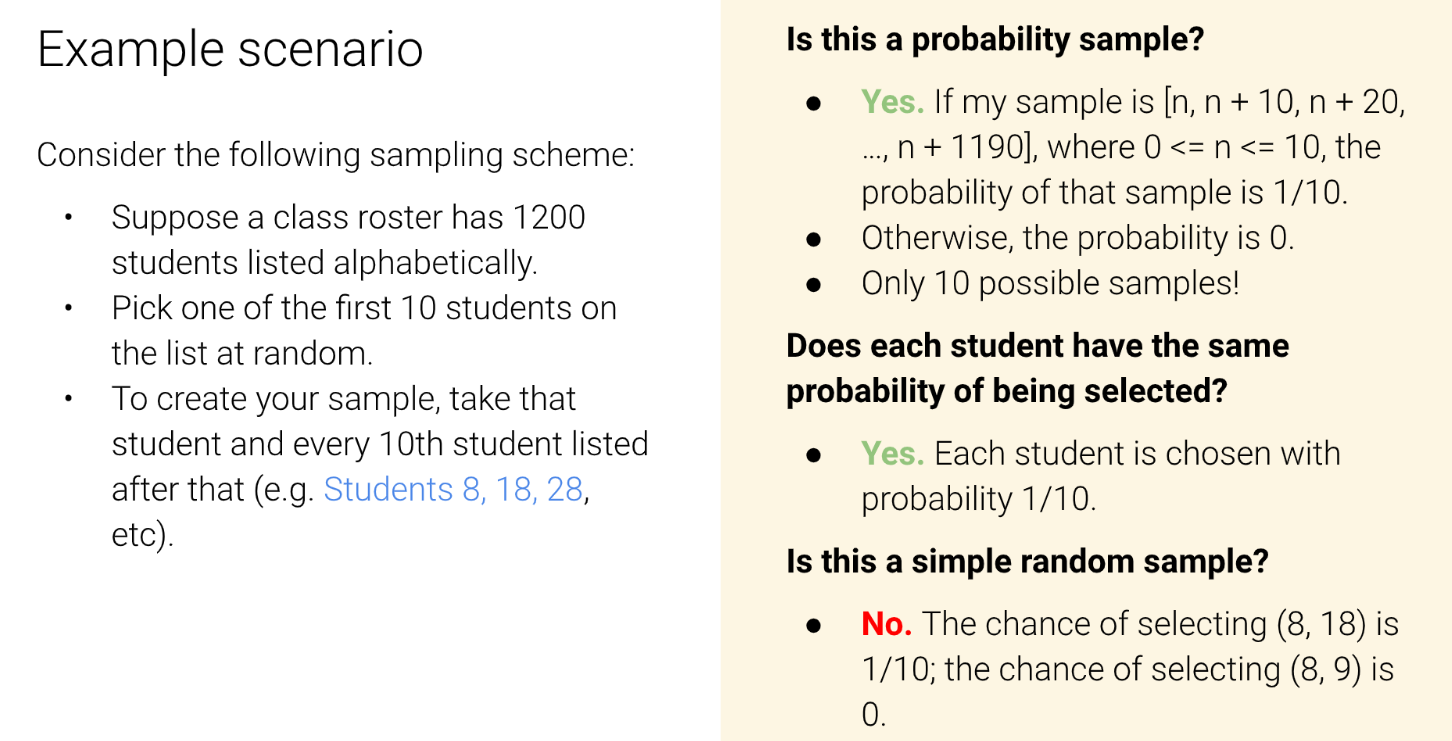 Example scenario
Consider the following sampling scheme:
• Suppose a class roster has 1200
students listed alphabetically.
• Pick one of the first 10 students on
the list at random.
• To create your sample, take that
student and every 10th student listed
after that (e.g. Students 8, 18, 28,
etc).
Is this a probability sample?
● Yes. If my sample is [n, n + 10, n + 20,
..., n + 1190], where 0 <= n <= 10, the
probability of that sample is 1/10.
● Otherwise, the probability is 0.
● Only 10 possible samples!
Does each student have the same
probability of being selected?
● Yes. Each student is chosen with
probability 1/10.
Is this a simple random sample?
● No. The chance of selecting (8, 18) is
1/10; the chance of selecting (8, 9) is
0.